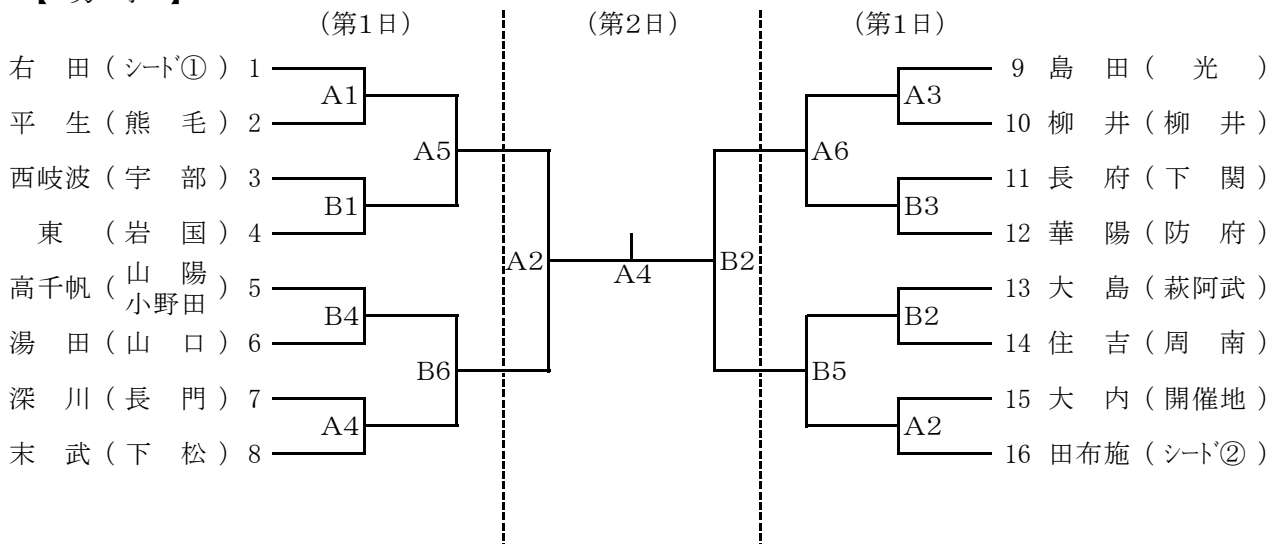 (第1日) (第2日) (第1日)
右 田 ( シード① ) 1
A1
平 生 ( 熊 毛 ) 2
A5
西岐波 ( 宇 部 ) 3
B1
東 ( 岩 国 ) 4
A2
高千帆 ( 山 陽 小野田 ) 5
B4
湯 田 ( 山 口 ) 6
B6
深 川 ( 長 門 ) 7
A4
末 武 ( 下 松 ) 8
A4
9 島 田 ( 光 )
A3
10 柳 井 ( 柳 井 )
A6
11 長 府 ( 下 関 )
B3
12 華 陽 ( 防 府 )
B2
13 大 島 ( 萩阿武 )
B2
14 住 吉 ( 周 南 )
B5
15 大 内 ( 開催地 )
A2
16 田布施 ( シード② )